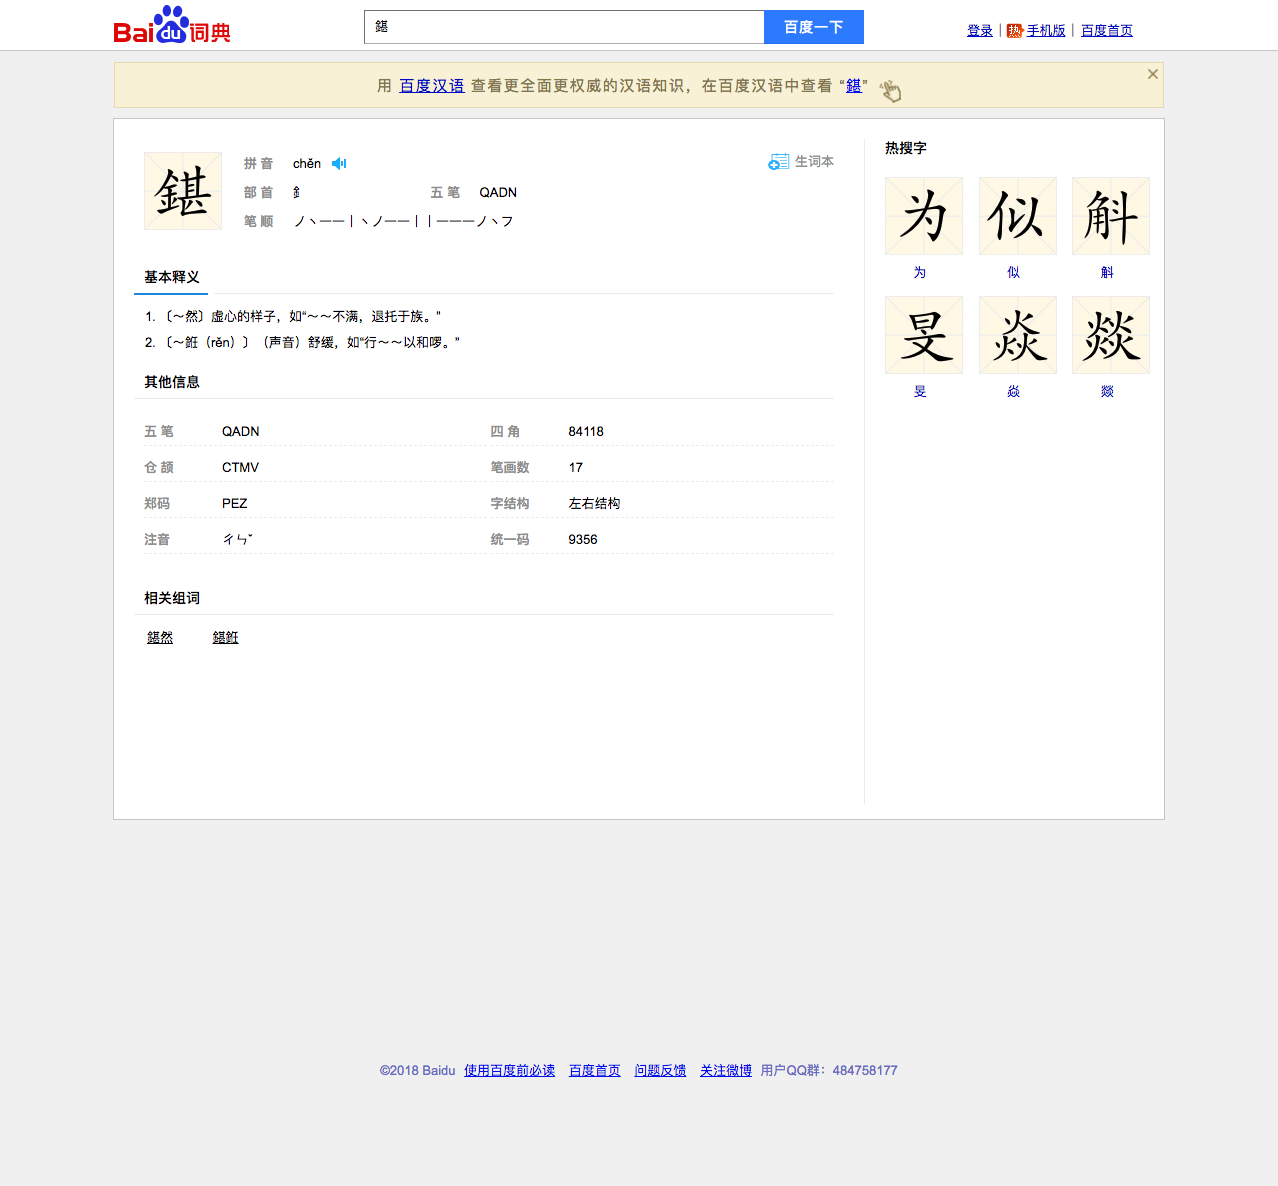 Baidu词典
鍖 百度一下
登录 | 热 手机版 | 百度首页
用 百度汉语 查看更全面更权威的汉语知识，在百度汉语中查看 “鍖”
鍖
拼 音 chěn
生词本
部 首 釒 五 笔 QADN
笔 顺 ノ丶一一丨丶ノ一一丨丨一一一ノ丶フ
基本释义
1. 〔～然〕虚心的样子，如“～～不满，退托于族。”
2. 〔～銋（rěn）〕（声音）舒缓，如“行～～以和啰。”
其他信息
五 笔 QADN 四 角 84118
仓 颉 CTMV 笔画数 17
郑码 PEZ 字结构 左右结构
注音 ㄔㄣˇ 统一码 9356
相关组词
鍖然 鍖銋
热搜字
为 似 斛
为 似 斛
旻 焱 燚
旻 焱 燚
©2018 Baidu 使用百度前必读 百度首页 问题反馈 关注微博 用户QQ群：484758177